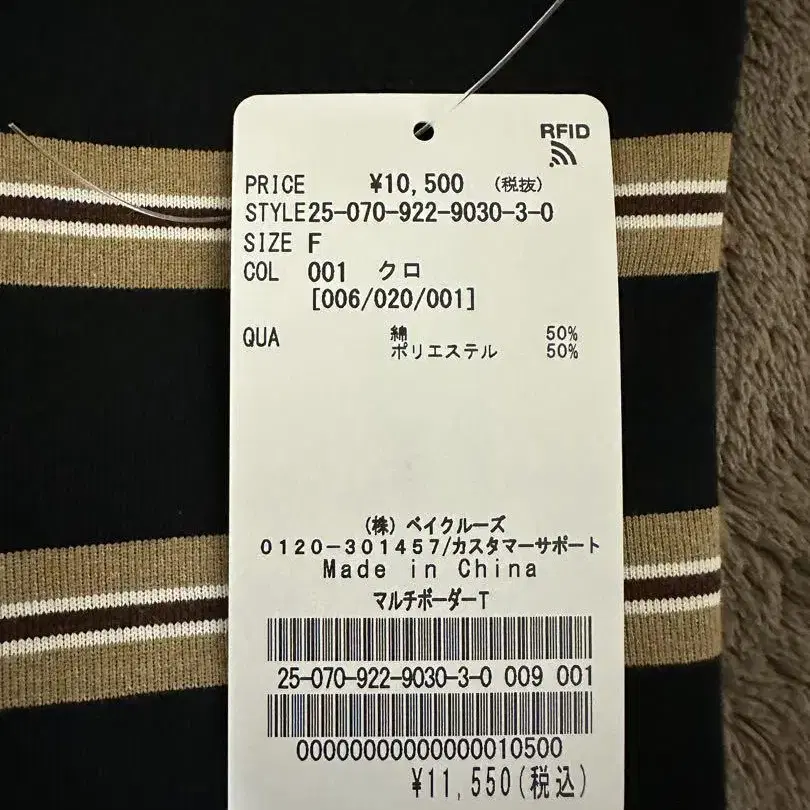 RFID
PRICE ¥10,500 (税抜)
STYLE25-070-922-9030-3-0
SIZE F
COL 001 クロ
[006/020/001]
QUA 綿 50%
ポリエステル 50%
(株) ベイクルーズ
0120-301457/カスタマーサポート
Made in China
マルチボーダーT
25-070-922-9030-3-0 009 001
00000000000000010500
¥11,550(税込)